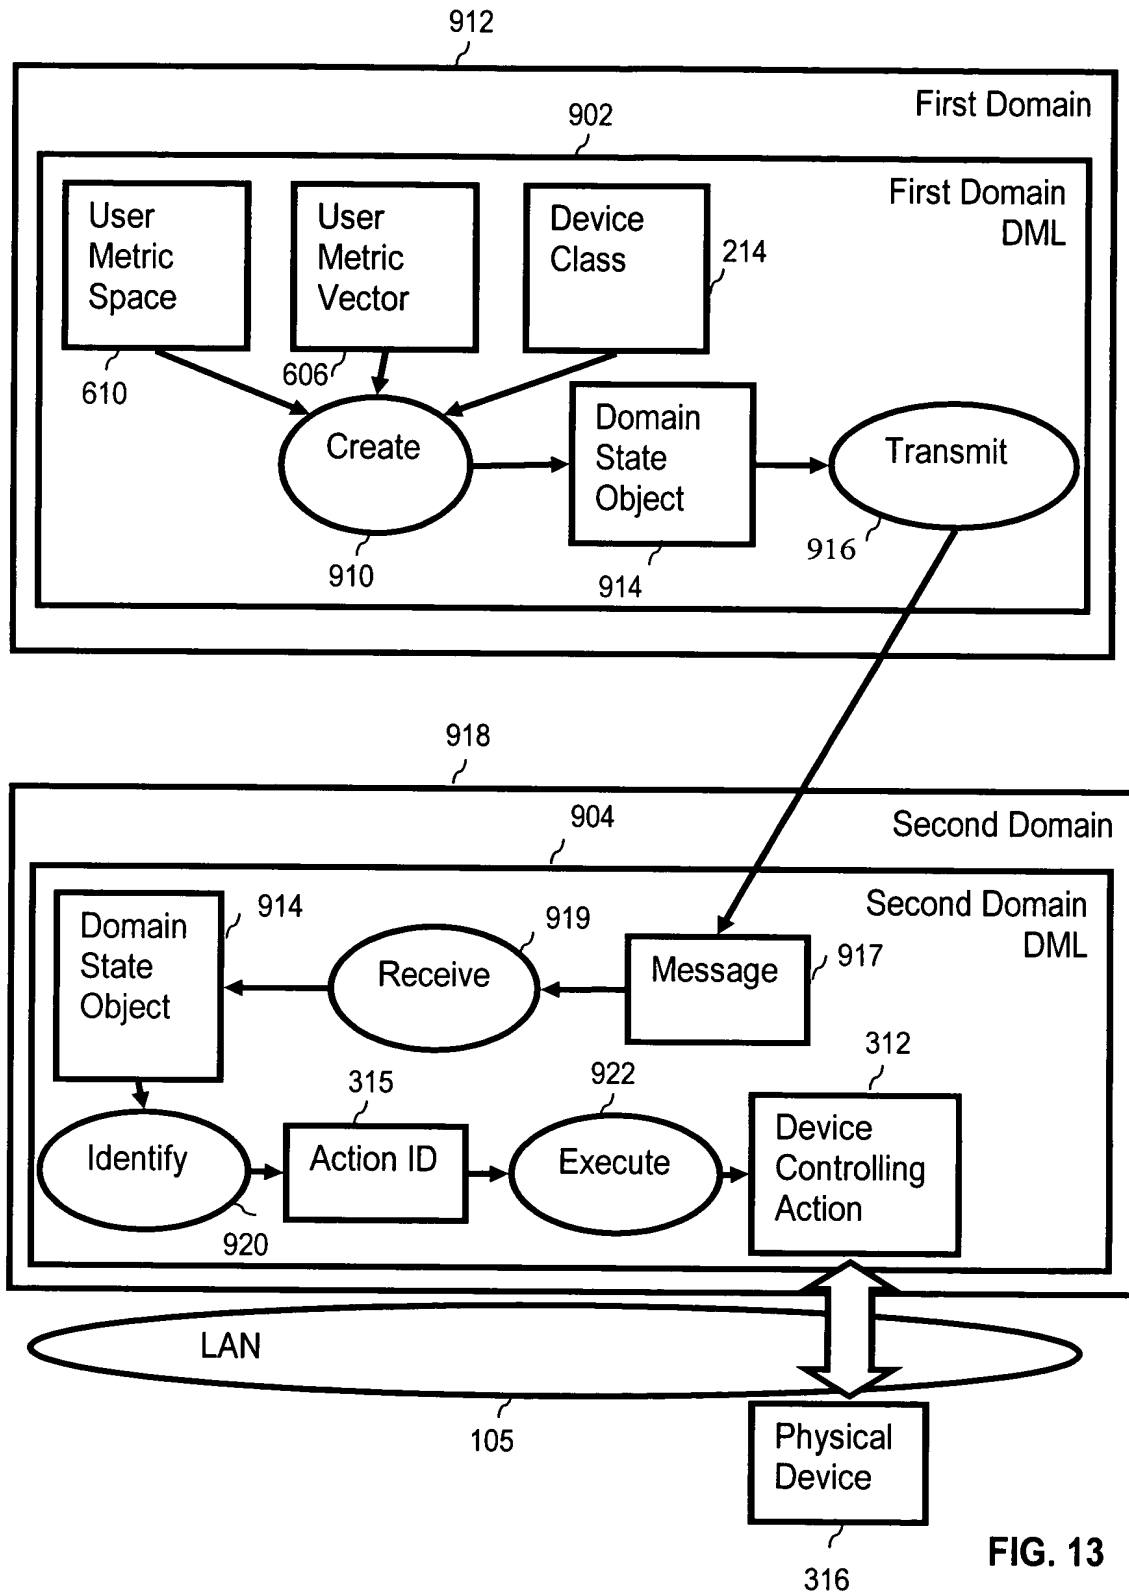 912
First Domain
902
First Domain
DML
User
Metric
Space
User
Metric
Vector
Device
Class
214
610
606
Create
Domain
State
Object
Transmit
910
914
916
918
Second Domain
904
Second Domain
DML
Domain
State
Object
914
Receive
919
Message
917
312
Identify
920
315
Action ID
922
Execute
Device
Controlling
Action
LAN
105
Physical
Device
316
FIG. 13